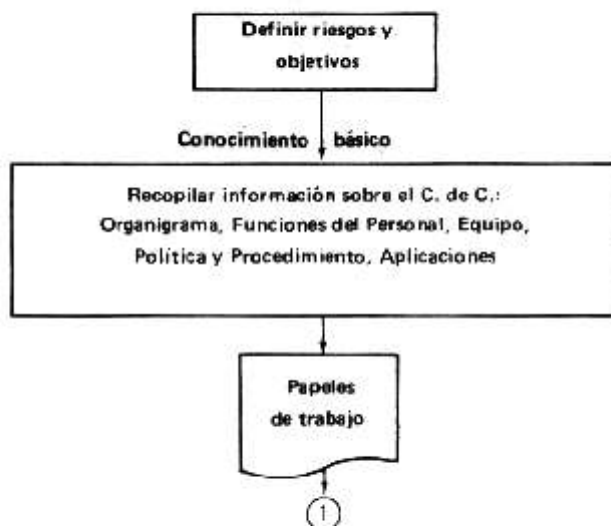 Definir riesgos y
objetivos
Conocimiento básico
Recopilar información sobre el C. de C.:
Organigrama, Funciones del Personal, Equipo,
Política y Procedimiento, Aplicaciones
Papeles
de trabajo
1